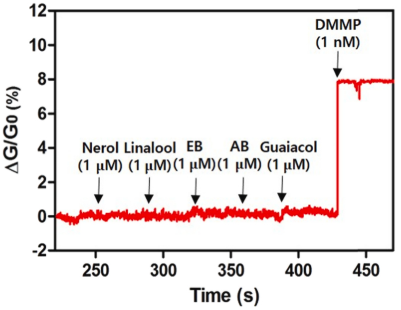 12
10
8
6
4
2
0
-2
ΔG/G0 (%)
DMMP
(1 nM)
Nerol Linalool EB AB Guaiacol
(1 μM) (1 μM) (1 μM) (1 μM) (1 μM)
250 300 350 400 450
Time (s)